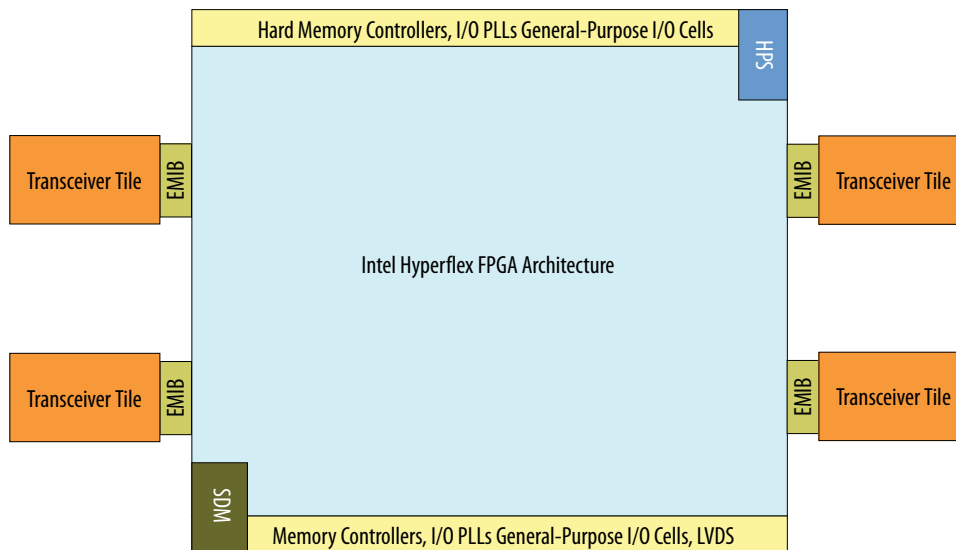 Hard Memory Controllers, I/O PLLs General-Purpose I/O Cells
HPS
Transceiver Tile
EMIB
EMIB
Transceiver Tile
Intel Hyperflex FPGA Architecture
Transceiver Tile
EMIB
EMIB
Transceiver Tile
SDM
Memory Controllers, I/O PLLs General-Purpose I/O Cells, LVDS